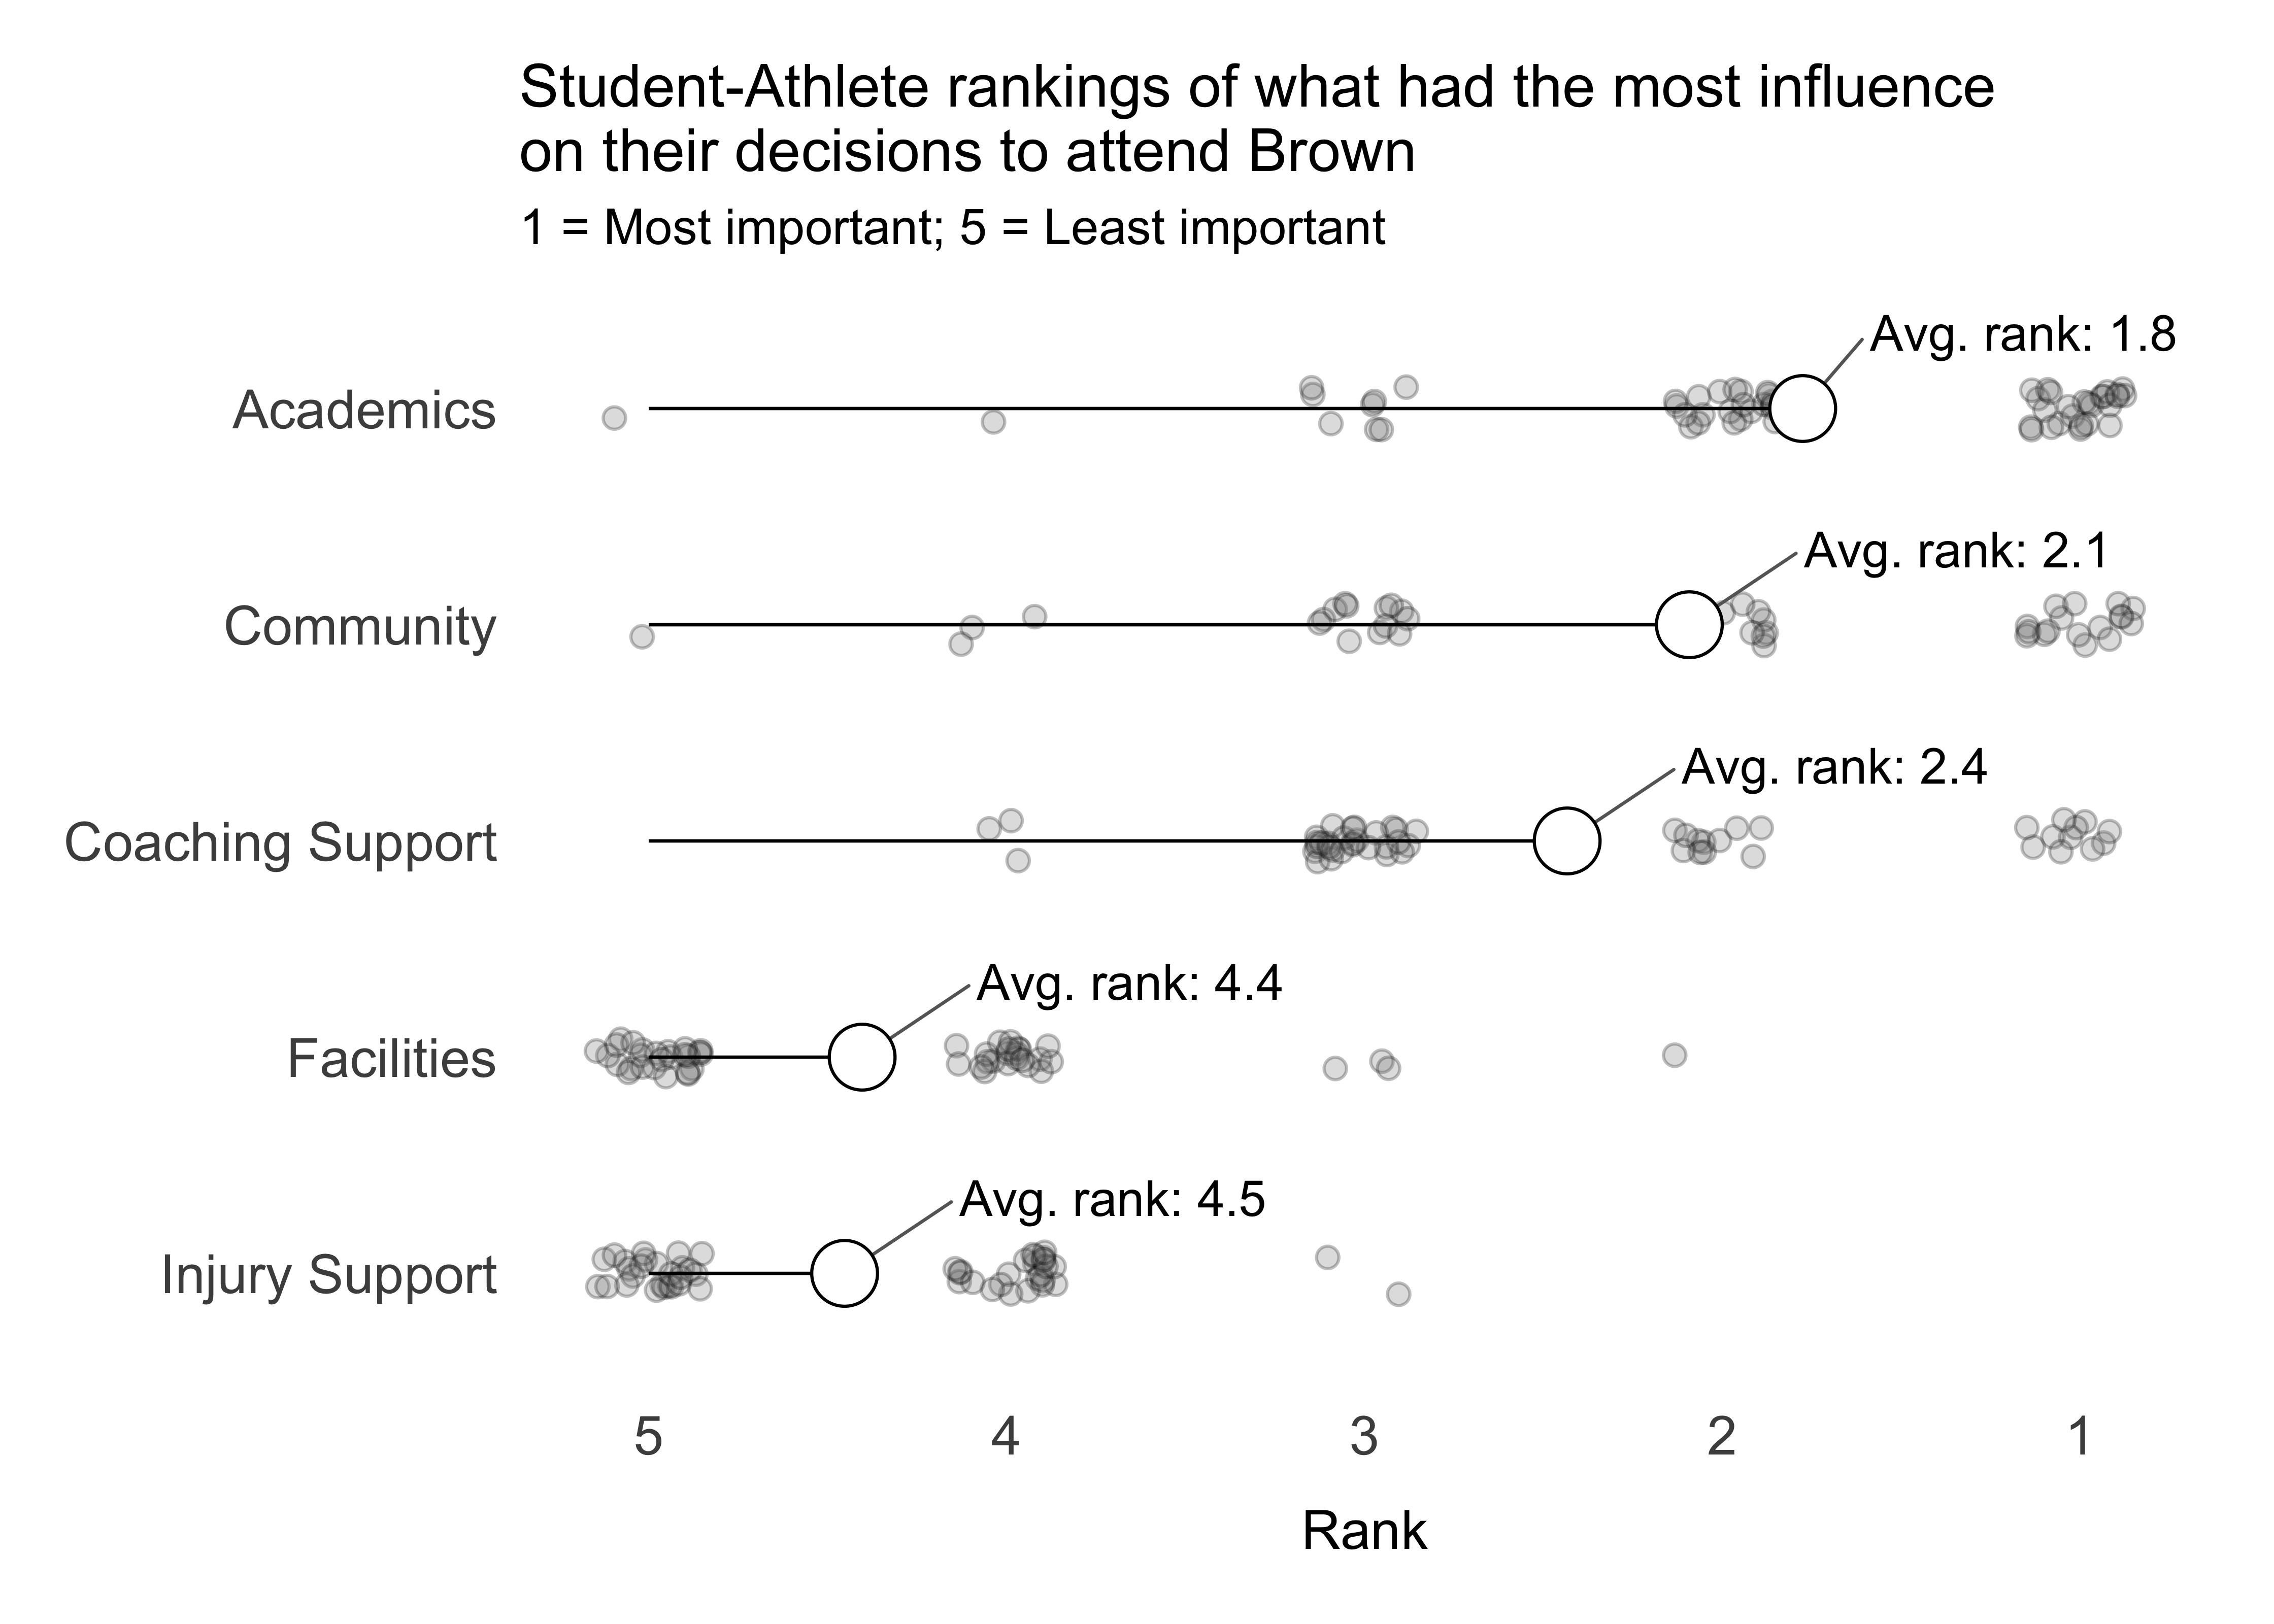 Student-Athlete rankings of what had the most influence
on their decisions to attend Brown
1 = Most important; 5 = Least important
Avg. rank: 1.8
Academics
Avg. rank: 2.1
Community
Avg. rank: 2.4
Coaching Support
Avg. rank: 4.4
Facilities
Avg. rank: 4.5
Injury Support
5 4 3 2 1
Rank